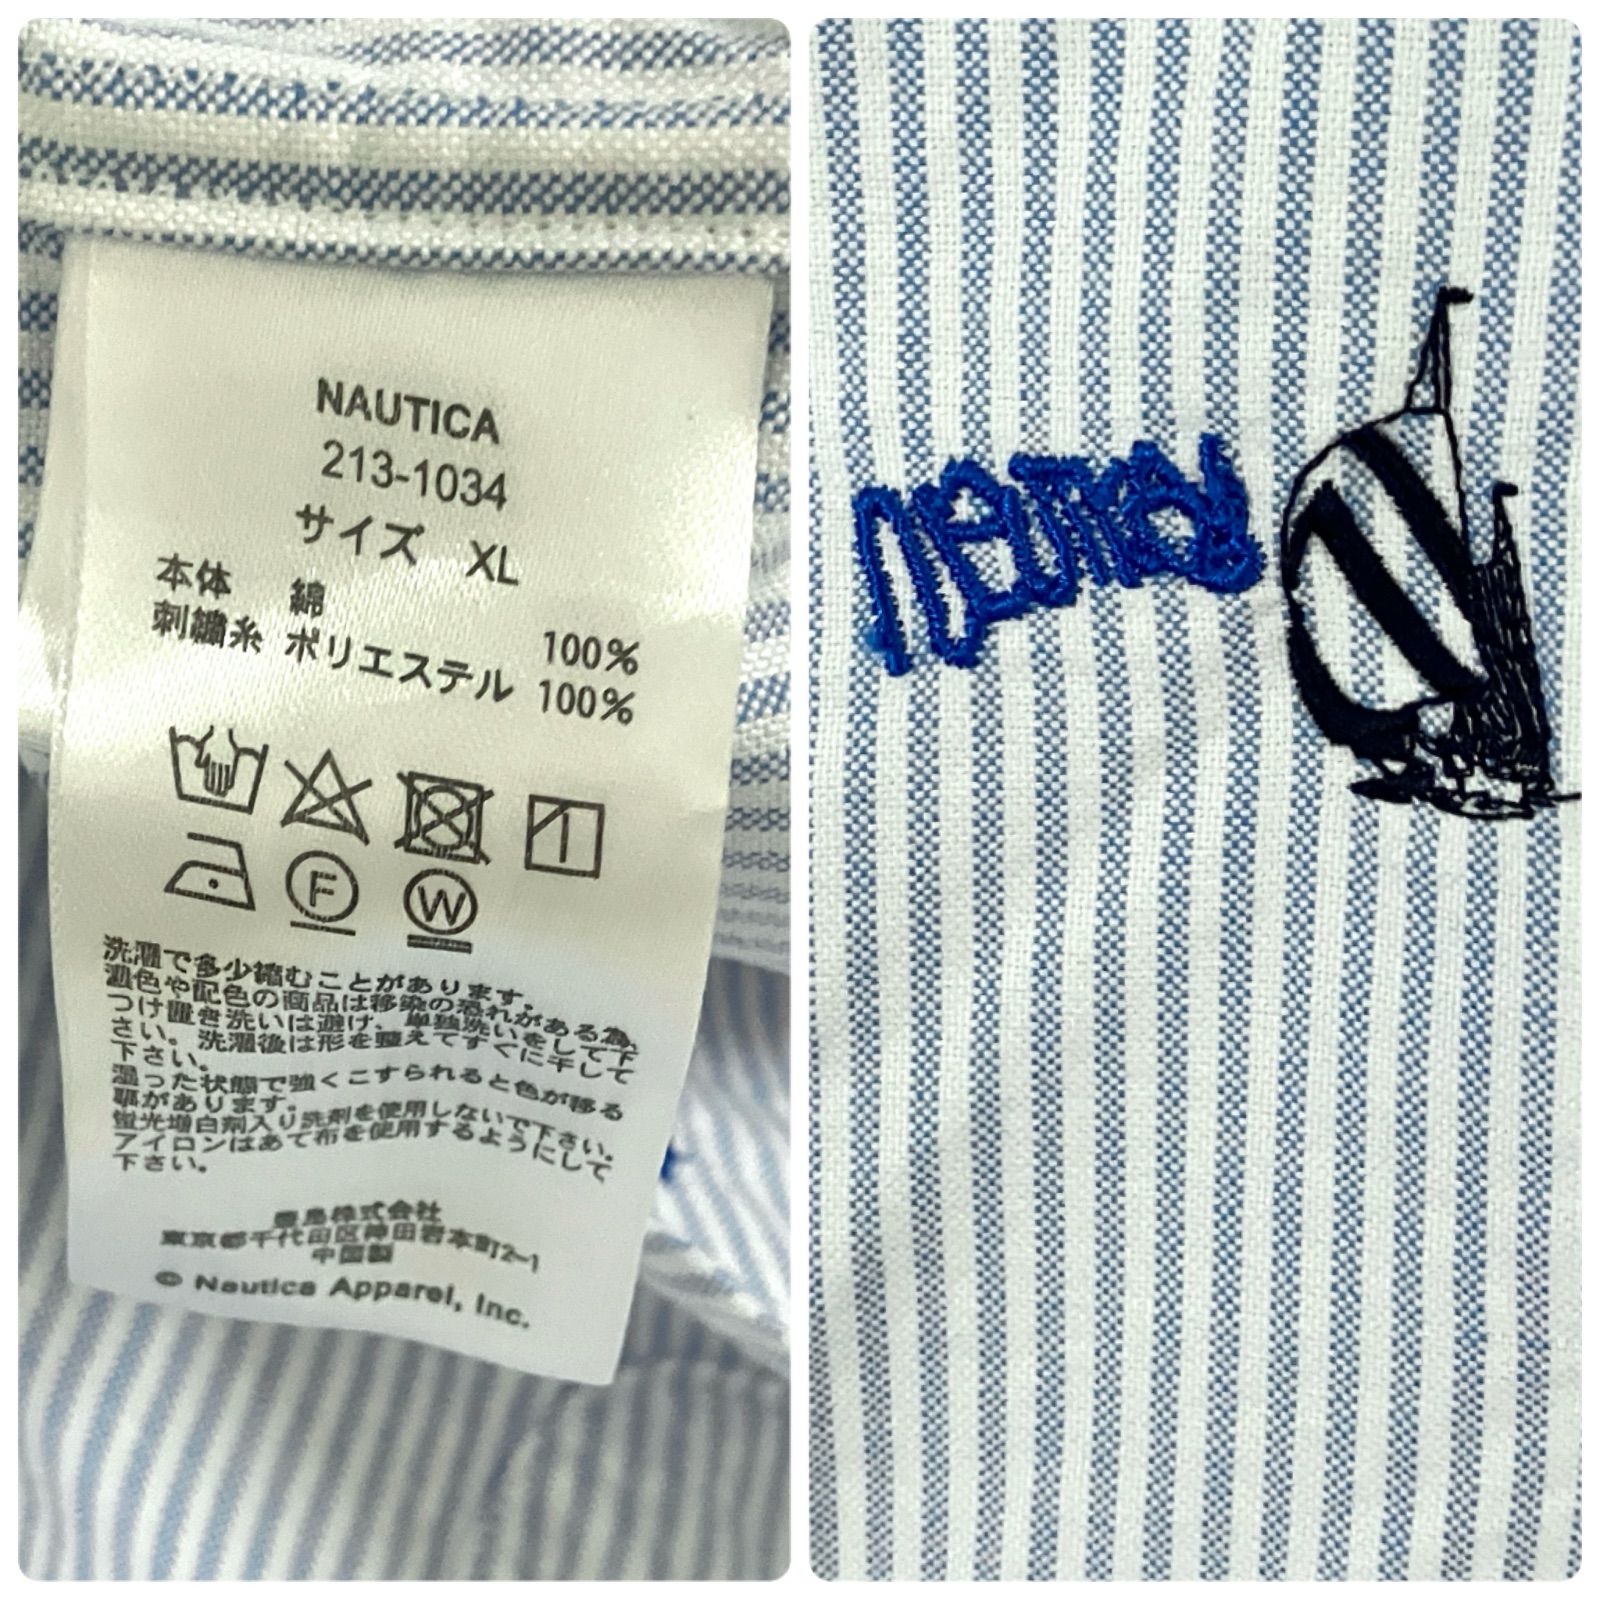 NAUTICA
213-1034
サイズ XL
本体 綿 100%
刺繍糸 ポリエステル 100%
F
W
洗濯で多少縮むことがあります。
濃色や配色の商品は移染の恐れがある為、
つけ置き洗いは避け、単独洗いをして下
さい。洗濯後は形を整えてすぐに干して
下さい。
湿った状態で強くこすられると色が移る
事があります。
蛍光増白剤入り洗剤を使用しないで下さい。
アイロンはあて布を使用するようにして
下さい。
豊島株式会社
東京都千代田区神田岩本町2-1
中国製
© Nautica Apparel, Inc.